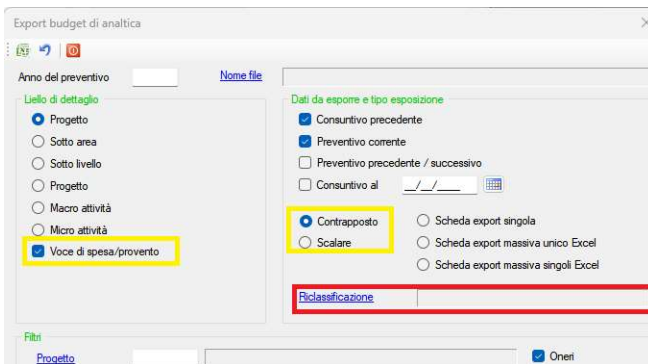 Export budget di analtica
Anno del preventivo Nome file
Liello di dettaglio
Progetto
Sotto area
Sotto livello
Progetto
Macro attività
Micro attività
Voce di spesa/provento
Dati da esporre e tipo esposizione
Consuntivo precedente
Preventivo corrente
Preventivo precedente / successivo
Consuntivo al __/__/____
Contrapposto
Scalare
Scheda export singola
Scheda export massiva unico Excel
Scheda export massiva singoli Excel
Riclassificazione
Filtri
Progetto
Oneri